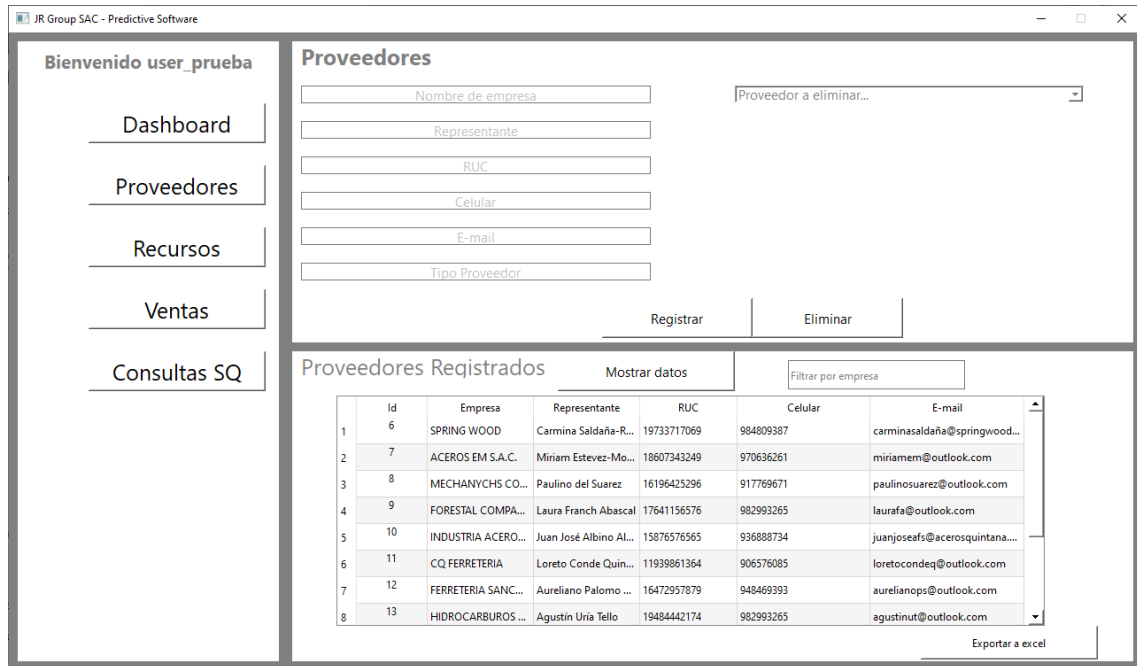 JR Group SAC - Predictive Software
Bienvenido user_prueba
Dashboard
Proveedores
Recursos
Ventas
Consultas SQ
Proveedores
Nombre de empresa
Proveedor a eliminar...
Representante
RUC
Celular
E-mail
Tipo Proveedor
Registrar Eliminar
Proveedores Registrados Mostrar datos Filtrar por empresa
Id Empresa Representante RUC Celular E-mail
1 6 SPRING WOOD Carmina Saldaña-R... 19733717069 984809387 carminasaldaña@springwood...
2 7 ACEROS EM S.A.C. Miriam Estevez-Mo... 18607343249 970636261 miriamem@outlook.com
3 8 MECHANYCHS CO... Paulino del Suarez 16196425296 917769671 paulinosuarez@outlook.com
4 9 FORESTAL COMPA... Laura Franch Abascal 17641156576 982993265 laurafa@outlook.com
5 10 INDUSTRIA ACERO... Juan José Albino Al... 15876576565 936888734 juanjoseafs@acerosquintana....
6 11 CQ FERRETERIA Loreto Conde Quin... 11939861364 906576085 loretocondeq@outlook.com
7 12 FERRETERIA SANC... Aureliano Palomo ... 16472957879 948469393 aurelianops@outlook.com
8 13 HIDROCARBUROS ... Agustín Uría Tello 19484442174 982993265 agustinut@outlook.com
Exportar a excel